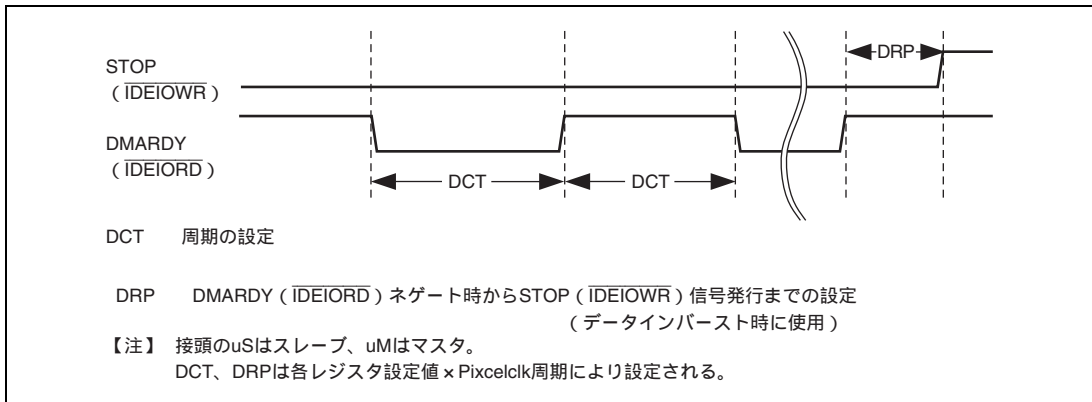 STOP
（IDEIOWR）
DRP
DMARDY
（IDEIORD）
DCT
DCT
DCT 周期の設定
DRP DMARDY（IDEIORD）ネゲート時からSTOP（IDEIOWR）信号発行までの設定
（データインバースト時に使用）
【注】 接頭のuSはスレーブ、uMはマスタ。
DCT、DRPは各レジスタ設定値×Pixcelclk周期により設定される。